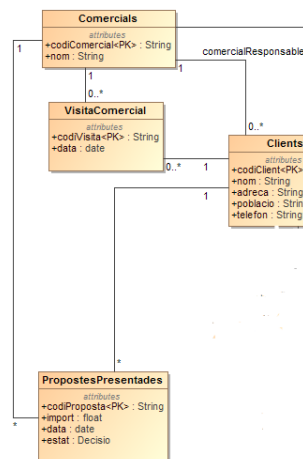 Comercials
attributes
+codiComercial<PK> : String
+nom : String
1
1
1
comercialResponsable
0..*
VisitaComercial
attributes
+codiVisita<PK> : String
+data : date
0..*
1
0..*
Clients
attributes
+codiClient<PK> : String
+nom : String
+adreca : String
+poblacio : Strin
+telefon : String
1
*
PropostesPresentades
attributes
+codiProposta<PK> : String
+import : float
+data : date
+estat : Decisio
*